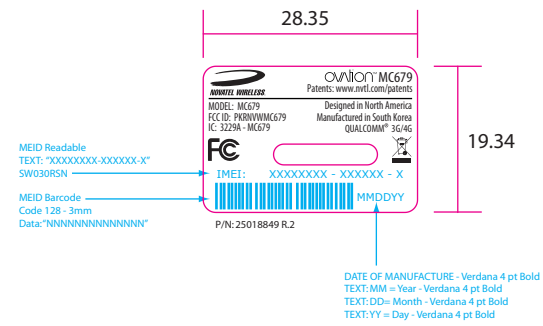 28.35
OVATION™ MC679
Patents: www.nvtl.com/patents
NOVATEL WIRELESS.
MODEL: MC679
FCC ID: PKRNVWMC679
IC: 3229A - MC679
Designed in North America
Manufactured in South Korea
QUALCOMM® 3G/4G
FC
19.34
MEID Readable
TEXT: "XXXXXXXX-XXXXXX-X"
SW030RSN
IMEI: XXXXXXXX - XXXXXX - X
MEID Barcode
Code 128 - 3mm
Data:"NNNNNNNNNNNNNN"
MMDDYY
P/N: 25018849 R.2
DATE OF MANUFACTURE - Verdana 4 pt Bold
TEXT: MM = Year - Verdana 4 pt Bold
TEXT: DD= Month - Verdana 4 pt Bold
TEXT: YY = Day - Verdana 4 pt Bold